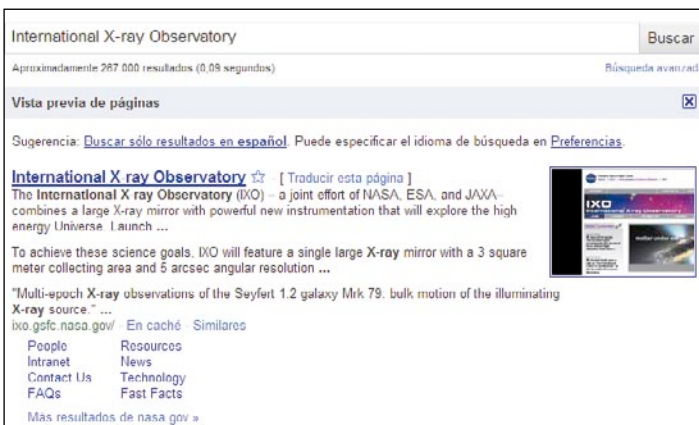 International X-ray Observatory
Buscar
Aproximadamente 267.000 resultados (0,09 segundos)
Búsqueda avanzad
Vista previa de páginas
Sugerencia: Buscar sólo resultados en español. Puede especificar el idioma de búsqueda en Preferencias.
International X ray Observatory - [ Traducir esta página ]
The International X ray Observatory (IXO) – a joint effort of NASA, ESA, and JAXA–
combines a large X-ray mirror with powerful new instrumentation that will explore the high
energy Universe. Launch ...
To achieve these science goals, IXO will feature a single large X-ray mirror with a 3 square
meter collecting area and 5 arcsec angular resolution ...
"Multi-epoch X-ray observations of the Seyfert 1.2 galaxy Mrk 79: bulk motion of the illuminating
X-ray source." ...
ixo.gsfc.nasa.gov/ - En caché - Similares
People Resources
Intranet News
Contact Us Technology
FAQs Fast Facts
Más resultados de nasa.gov »
IXO
International X-ray Observatory